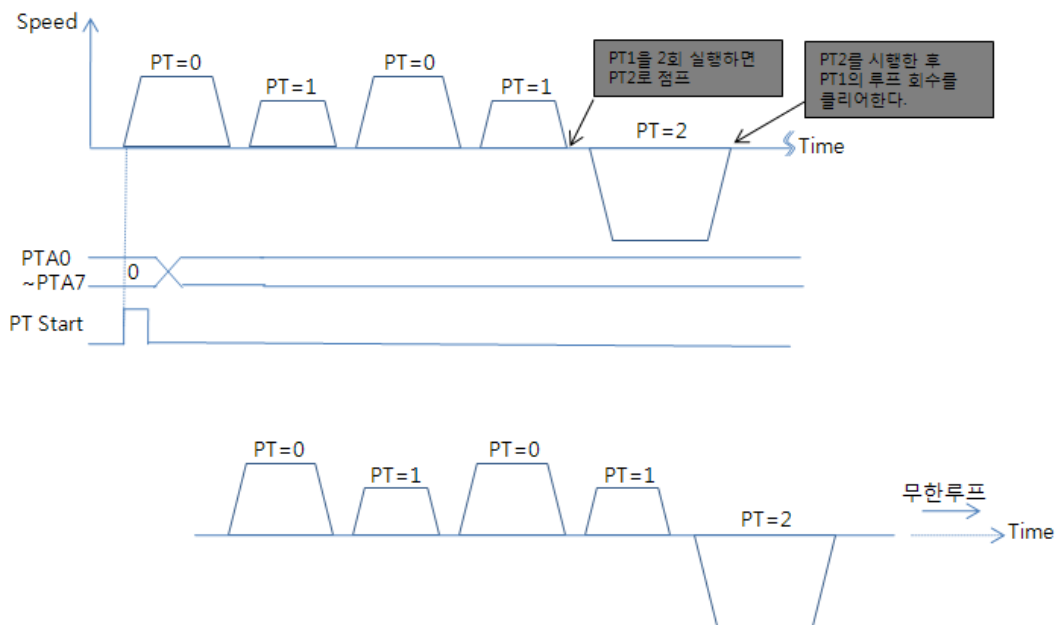 Speed
PT=0
PT=1
PT=0
PT=1
PT1을 2회 실행하면
PT2로 점프
PT2를 시행한 후
PT1의 루프 회수를
클리어한다.
PT=2
Time
PTA0
~PTA7
0
PT Start
PT=0
PT=1
PT=0
PT=1
PT=2
무한루프
Time